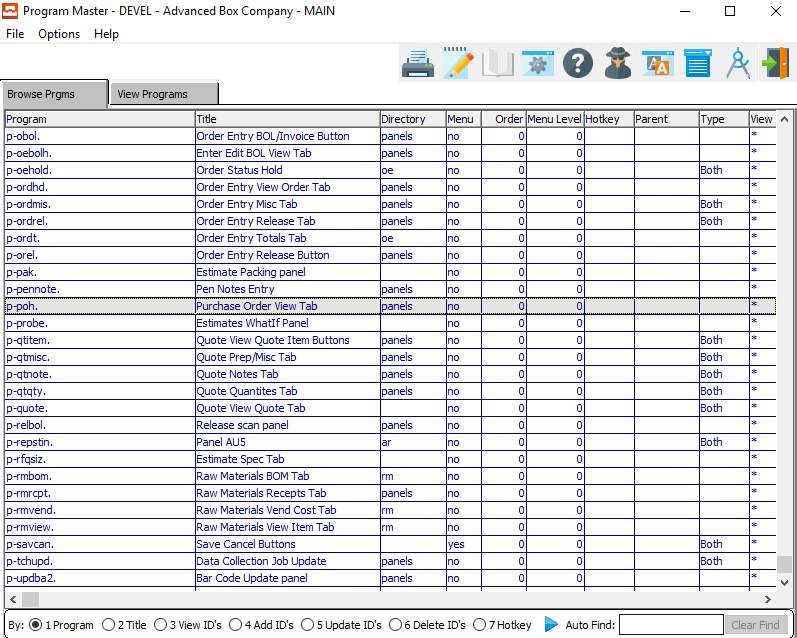 Program Master - DEVEL - Advanced Box Company - MAIN
File Options Help
Browse Prgms View Programs
Program Title Directory Menu Order Menu Level Hotkey Parent Type View
p-obol. Order Entry BOL/Invoice Button panels no 0 0 *
p-oebolh. Enter Edit BOL View Tab panels no 0 0 *
p-oehold. Order Status Hold oe no 0 0 Both *
p-ordhd. Order Entry View Order Tab panels no 0 0 *
p-ordmis. Order Entry Misc Tab panels no 0 0 Both *
p-ordrel. Order Entry Release Tab panels no 0 0 Both *
p-ordt. Order Entry Totals Tab oe no 0 0 *
p-orel. Order Entry Release Button panels no 0 0 *
p-pak. Estimate Packing panel no 0 0 *
p-pennote. Pen Notes Entry panels no 0 0 *
p-poh. Purchase Order View Tab panels no 0 0 *
p-probe. Estimates WhatIf Panel no 0 0 *
p-qtitem. Quote View Quote Item Buttons panels no 0 0 Both *
p-qtmisc. Quote Prep/Misc Tab panels no 0 0 Both *
p-qtnote. Quote Notes Tab panels no 0 0 Both *
p-qtqty. Quote Quantites Tab panels no 0 0 Both *
p-quote. Quote View Quote Tab no 0 0 Both *
p-relbol. Release scan panel panels no 0 0 *
p-repstin. Panel AU5 ar no 0 0 Both *
p-rfqsiz. Estimate Spec Tab no 0 0 *
p-rmbom. Raw Materials BOM Tab rm no 0 0 *
p-rmrcpt. Raw Materials Recepts Tab panels no 0 0 *
p-rmvend. Raw Materials Vend Cost Tab rm no 0 0 *
p-rmview. Raw Materials View Item Tab rm no 0 0 *
p-savcan. Save Cancel Buttons yes 0 0 Both *
p-tchupd. Data Collection Job Update panels no 0 0 Both *
p-updba2. Bar Code Update panel panels no 0 0 Both *
By: 1 Program 2 Title 3 View ID's 4 Add ID's 5 Update ID's 6 Delete ID's 7 Hotkey Auto Find: Clear Find